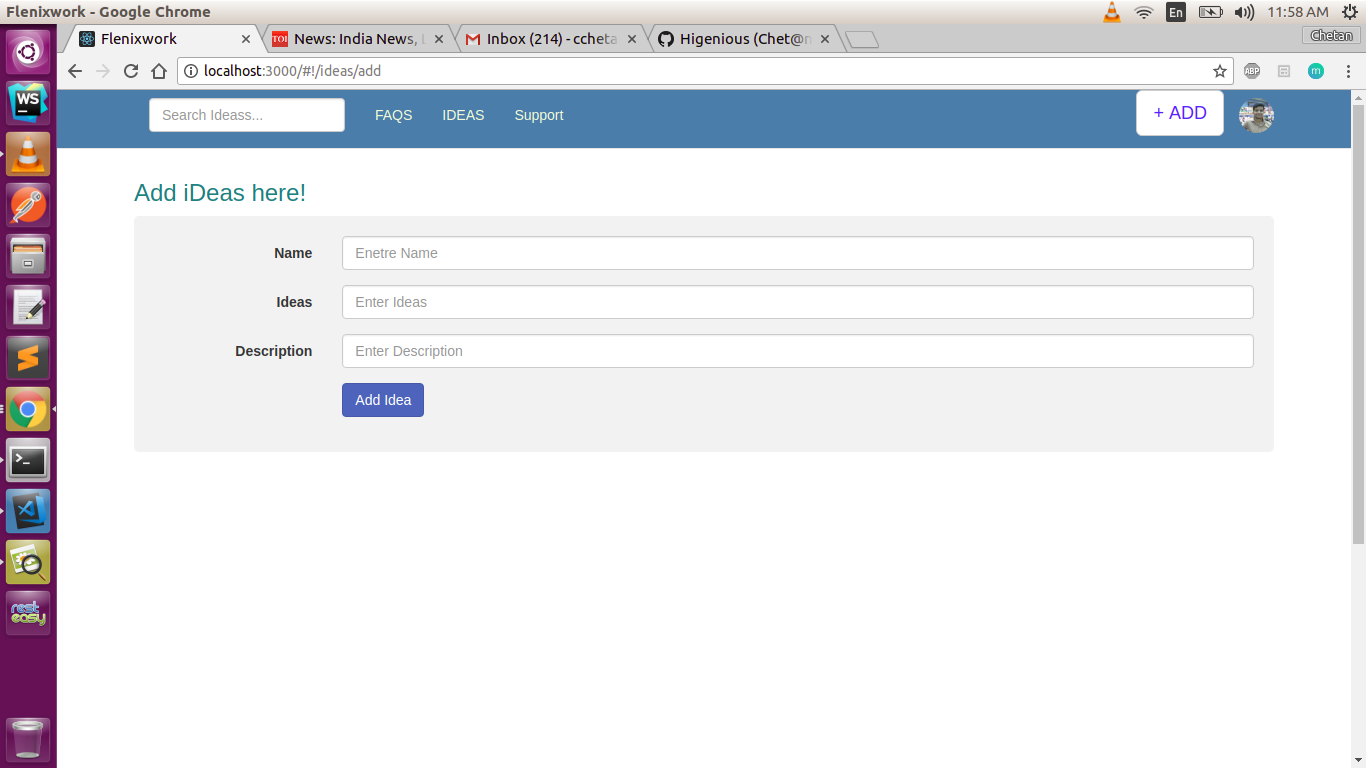 Flenixwork - Google Chrome
En
11:58 AM
Flenixwork
TOI
News: India News,
Inbox (214) - ccheta
Higenious (Chet@n
Chetan
localhost:3000/#!/ideas/add
ABP
m
Search Ideass...
FAQS
IDEAS
Support
+ ADD
WS
Add iDeas here!
Name
Enetre Name
Ideas
Enter Ideas
Description
Enter Description
Add Idea
>_
rest
easy